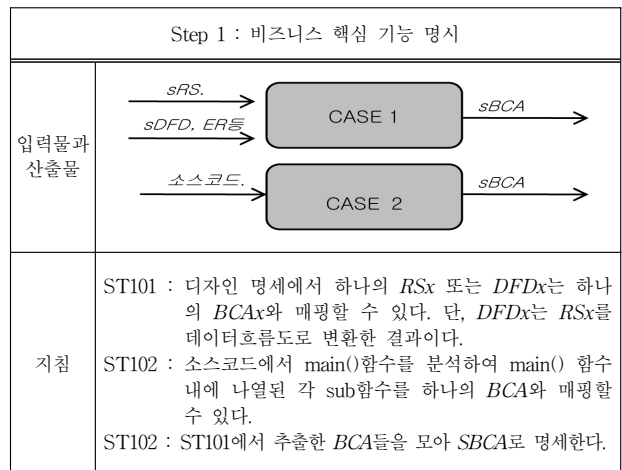 Step 1 : 비즈니스 핵심 기능 명시
입력물과
산출물
sRS.
sDFD, ER등
CASE 1
sBCA
소스코드.
CASE 2
sBCA
지침
ST101 : 디자인 명세에서 하나의 RSx 또는 DFDx는 하나
의 BCAx와 매핑할 수 있다. 단, DFDx는 RSx를
데이터흐름도로 변환한 결과이다.
ST102 : 소스코드에서 main()함수를 분석하여 main() 함수
내에 나열된 각 sub함수를 하나의 BCA와 매핑할
수 있다.
ST102 : ST101에서 추출한 BCA들을 모아 SBCA로 명세한다.